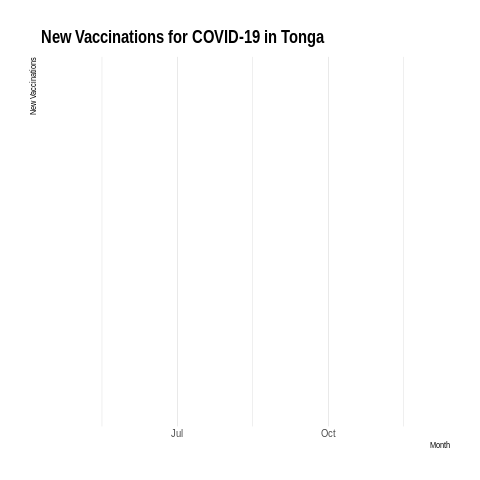 New Vaccinations for COVID-19 in Tonga
New Vaccinations
Jul
Oct
Month